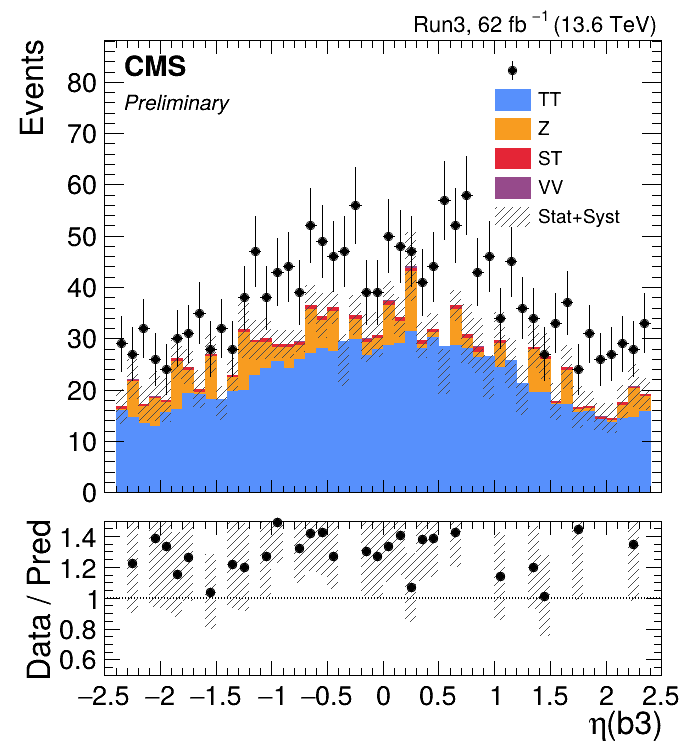 Run3, 62 fb⁻¹ (13.6 TeV)
CMS
Preliminary
Events
80
70
60
50
40
30
20
10
0
TT
Z
ST
VV
Stat+Syst
Data / Pred
1.4
1.2
1
0.8
0.6
−2.5 −2 −1.5 −1 −0.5 0 0.5 1 1.5 2 2.5
η(b3)